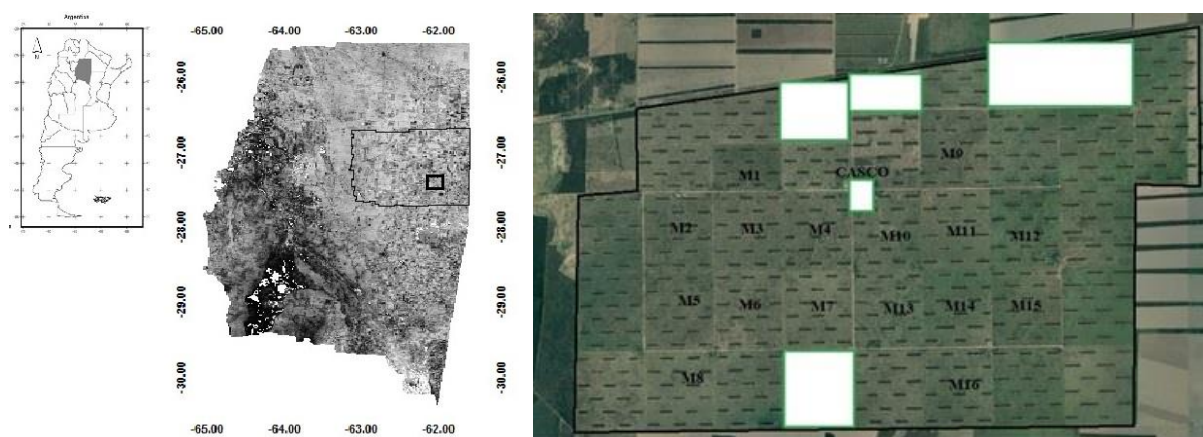 Argentina
N
-65.00 -64.00 -63.00 -62.00
-26.00 -26.00
-27.00 -27.00
-28.00 -28.00
-29.00 -29.00
-30.00 -30.00
-65.00 -64.00 -63.00 -62.00
M9
M1 CASCO
M2 M3 M4 M10 M11 M12
M5 M6 M7 M13 M14 M15
M8 M16